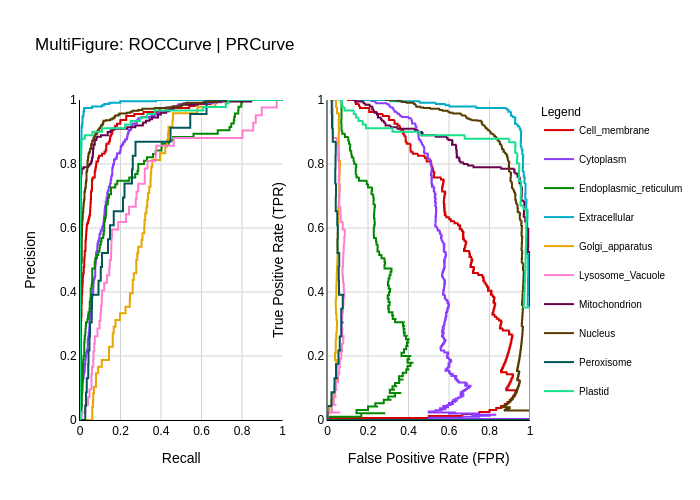 MultiFigure: ROCCurve | PRCurve
Precision
1
0.8
0.6
0.4
0.2
0
0 0.2 0.4 0.6 0.8 1
Recall
True Positive Rate (TPR)
1
0.8
0.6
0.4
0.2
0
0 0.2 0.4 0.6 0.8 1
False Positive Rate (FPR)
Legend
Cell_membrane
Cytoplasm
Endoplasmic_reticulum
Extracellular
Golgi_apparatus
Lysosome_Vacuole
Mitochondrion
Nucleus
Peroxisome
Plastid